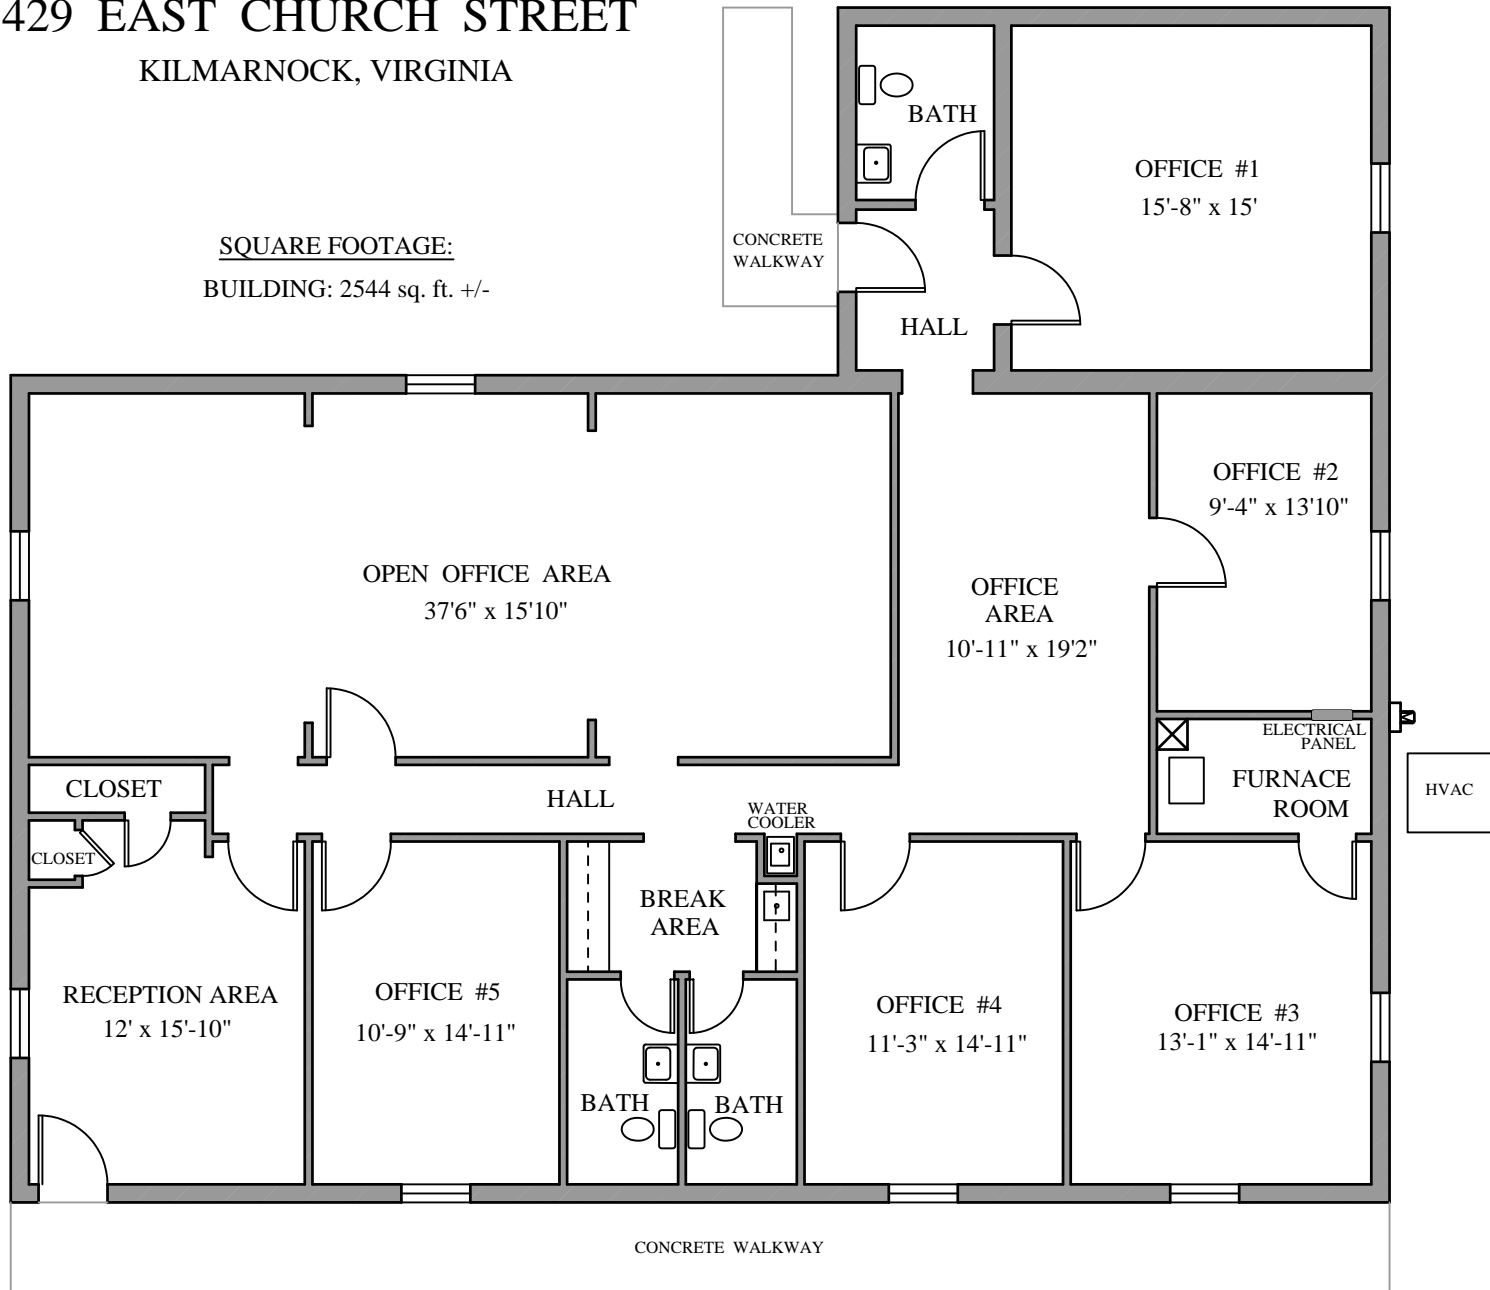 429 EAST CHURCH STREET
KILMARNOCK, VIRGINIA
SQUARE FOOTAGE:
BUILDING: 2544 sq. ft. +/-
BATH
OFFICE #1
15'-8" x 15'
CONCRETE
WALKWAY
HALL
OPEN OFFICE AREA
37'6" x 15'10"
OFFICE
AREA
10'-11" x 19'2"
OFFICE #2
9'-4" x 13'10"
ELECTRICAL
PANEL
FURNACE
ROOM
HVAC
CLOSET
HALL
WATER
COOLER
CLOSET
BREAK
AREA
RECEPTION AREA
12' x 15'-10"
OFFICE #5
10'-9" x 14'-11"
BATH
BATH
OFFICE #4
11'-3" x 14'-11"
OFFICE #3
13'-1" x 14'-11"
CONCRETE WALKWAY